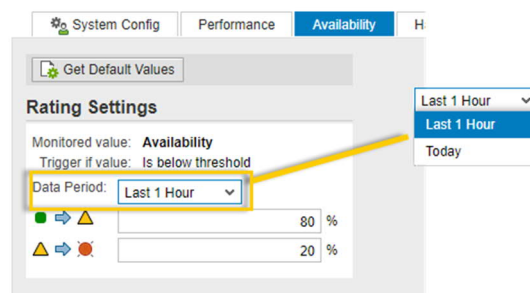 System Config Performance Availability H
Get Default Values
Rating Settings
Monitored value: Availability
Trigger if value: Is below threshold
Data Period: Last 1 Hour
80 %
20 %
Last 1 Hour
Last 1 Hour
Today